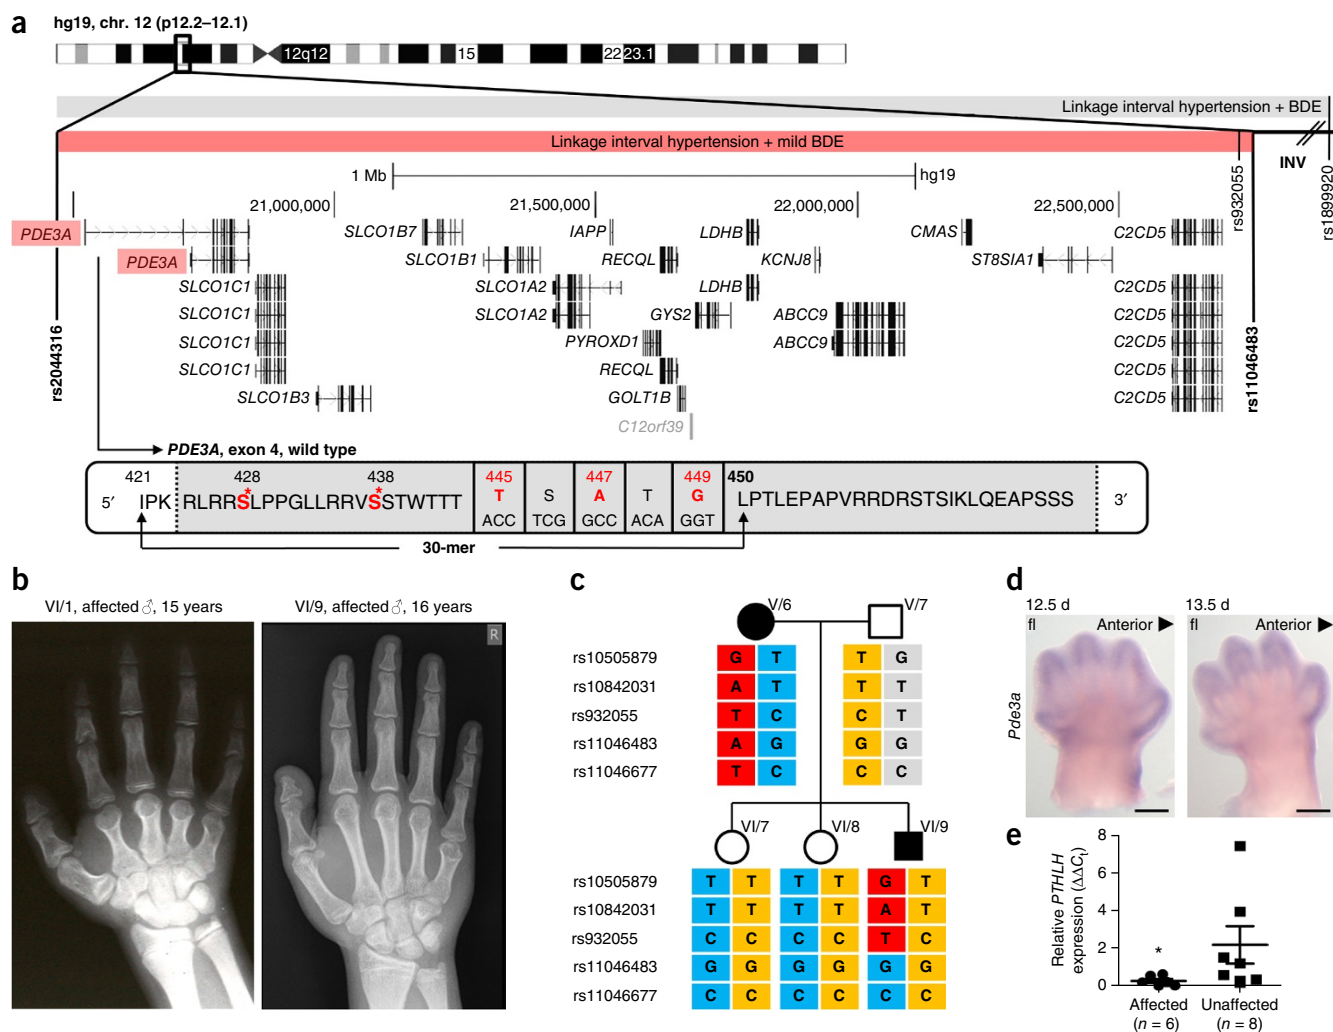 a
hg19, chr. 12 (p12.2–12.1)
12q12
15
22
23.1
Linkage interval hypertension + BDE
Linkage interval hypertension + mild BDE
INV
rs932055
rs1899920
1 Mb
hg19
21,000,000
21,500,000
22,000,000
22,500,000
PDE3A
SLCO1B7
IAPP
LDHB
CMAS
C2CD5
PDE3A
SLCO1B1
RECQL
KCNJ8
ST8SIA1
SLCO1C1
SLCO1A2
LDHB
C2CD5
SLCO1C1
SLCO1A2
GYS2
ABCC9
C2CD5
SLCO1C1
PYROXD1
ABCC9
C2CD5
SLCO1C1
RECQL
C2CD5
SLCO1B3
GOLT1B
C2CD5
C12orf39
rs2044316
rs11046483
PDE3A, exon 4, wild type
421
428
438
445
447
449
450
5′
IPK
RLRRS*LPPGLLRRVS*STWTTT
T
S
A
T
G
LPTLEPAPVRRDRSTSIKLQEAPSSS
3′
ACC
TCG
GCC
ACA
GGT
30-mer
b
VI/1, affected ♂, 15 years
VI/9, affected ♂, 16 years
R
c
V/6
V/7
rs10505879 G T T G
rs10842031 A T T T
rs932055 T C C T
rs11046483 A G G G
rs11046677 T C C C
VI/7
VI/8
VI/9
rs10505879 T T T T G T
rs10842031 T T T T A T
rs932055 C C C C T C
rs11046483 G G G G G G
rs11046677 C C C C C C
d
12.5 d
13.5 d
fl
Anterior
fl
Anterior
Pde3a
e
Relative PTHLH
expression (ΔΔCt)
8
6
4
2
0
*
Affected
(n = 6)
Unaffected
(n = 8)